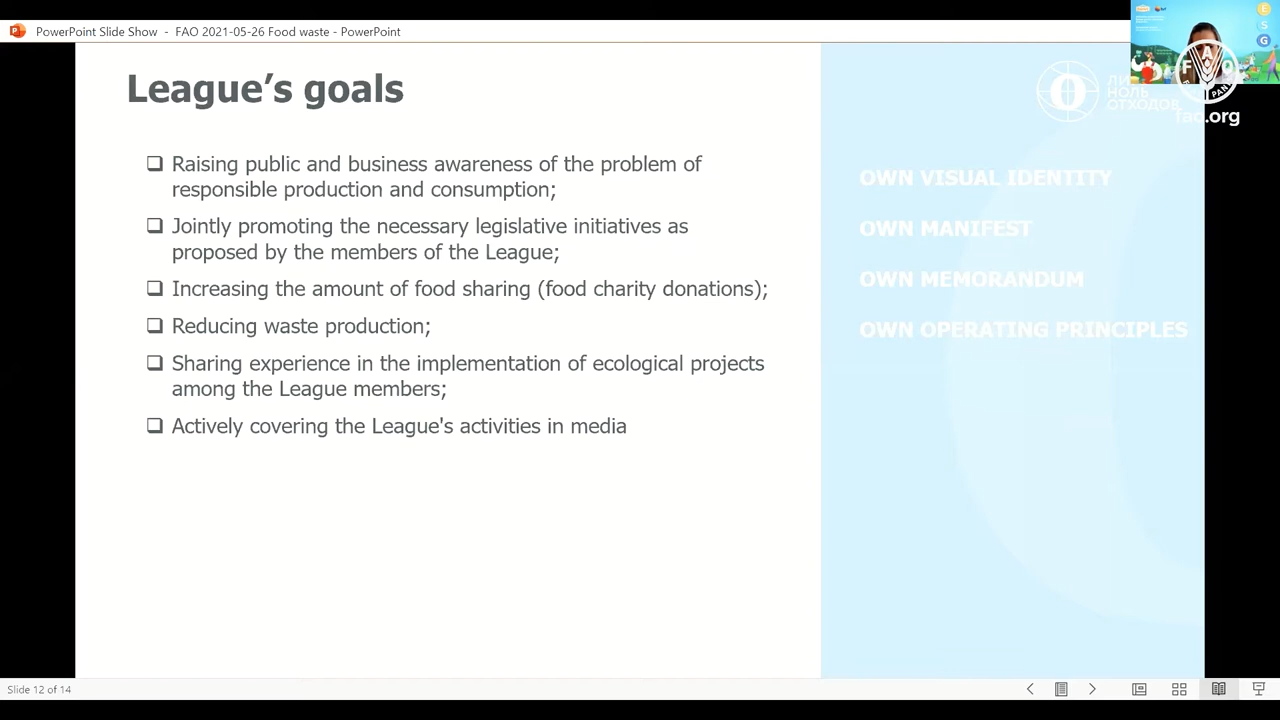 PowerPoint Slide Show - FAO 2021-05-26 Food waste - PowerPoint
E
S
G
League's goals
НОЛЬ
ОТХОДОВ
F A O
fao.org
❑ Raising public and business awareness of the problem of
responsible production and consumption;
❑ Jointly promoting the necessary legislative initiatives as
proposed by the members of the League;
❑ Increasing the amount of food sharing (food charity donations);
❑ Reducing waste production;
❑ Sharing experience in the implementation of ecological projects
among the League members;
❑ Actively covering the League's activities in media
OWN VISUAL IDENTITY
OWN MANIFEST
OWN MEMORANDUM
OWN OPERATING PRINCIPLES
Slide 12 of 14